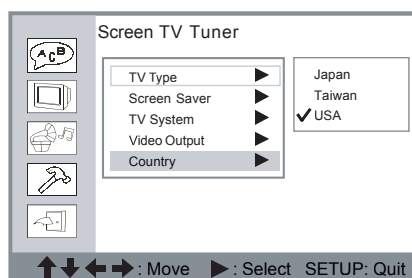 Screen TV Tuner
A C B
TV Type
Screen Saver
TV System
Video Output
Country
Japan
Taiwan
USA
: Move : Select SETUP: Quit